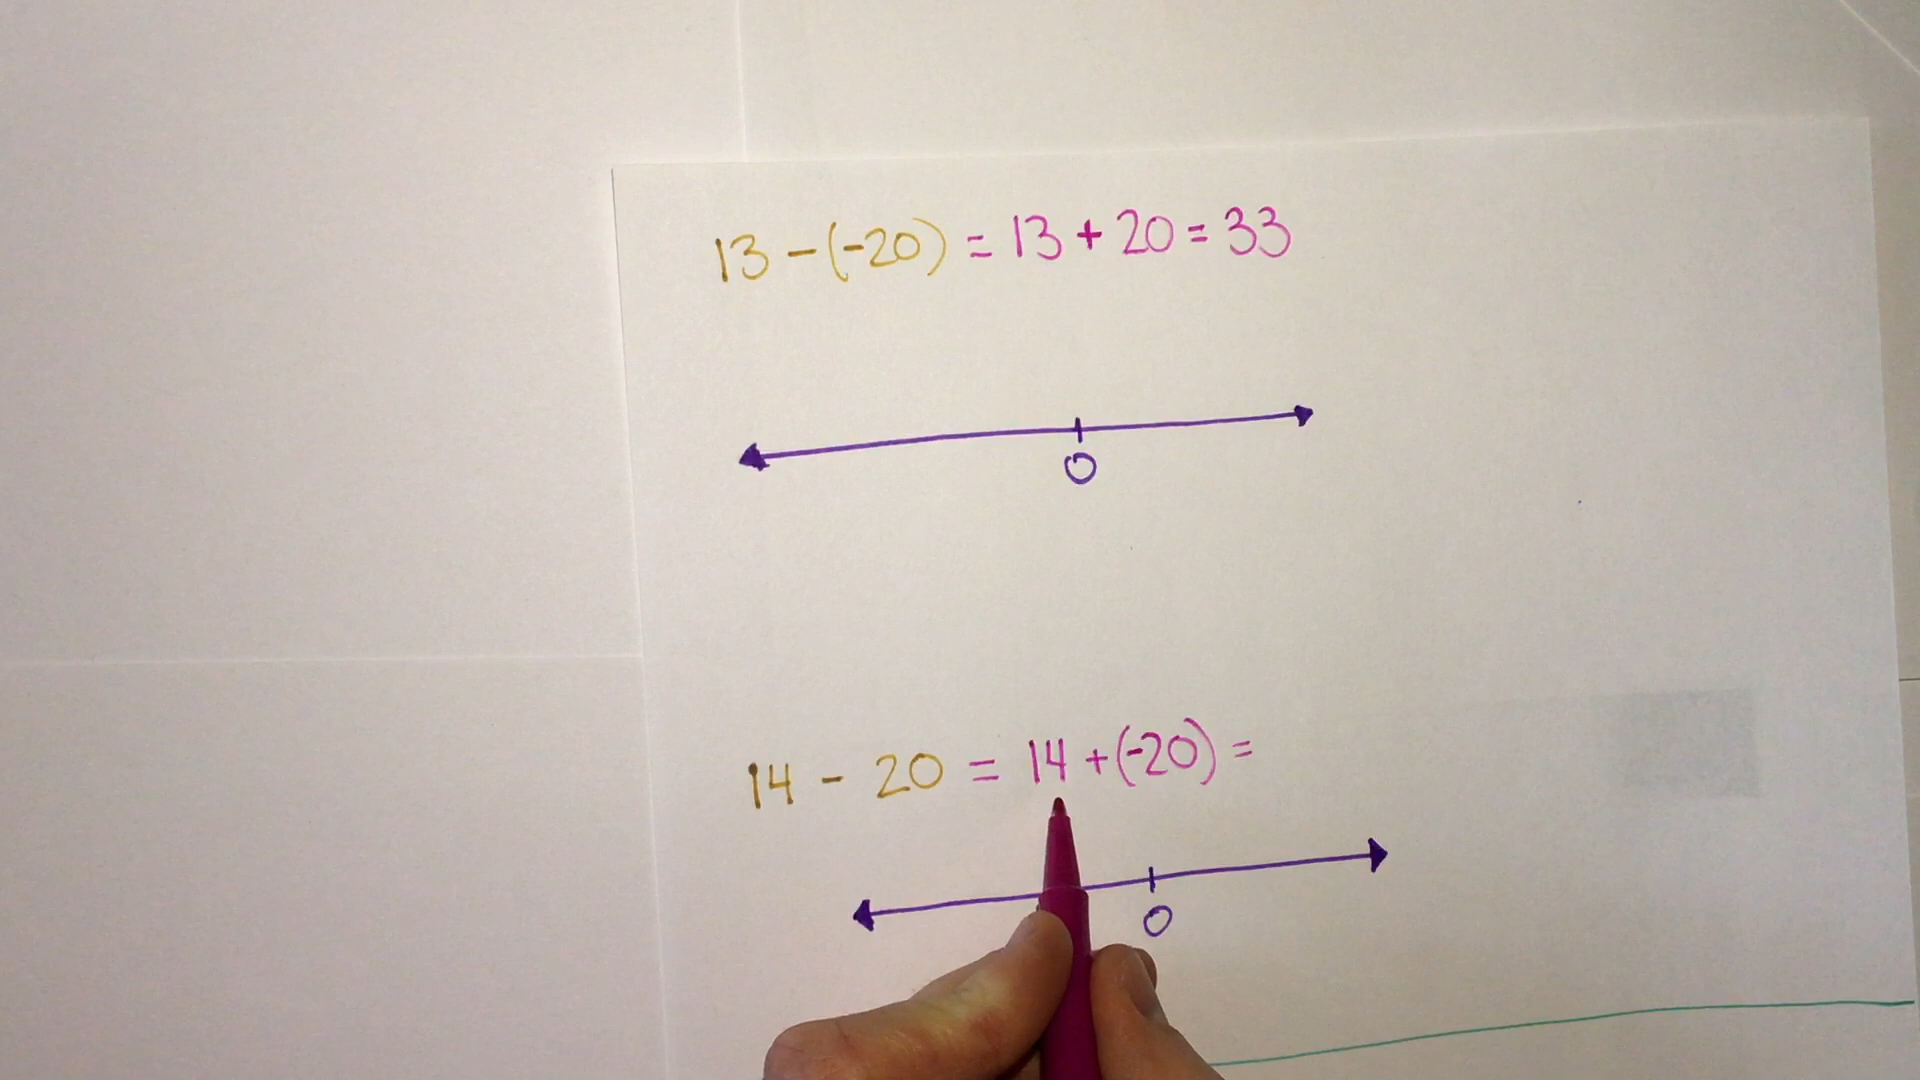 13 - (-20) = 13 + 20 = 33
0
14 - 20 = 14 + (-20) =
0